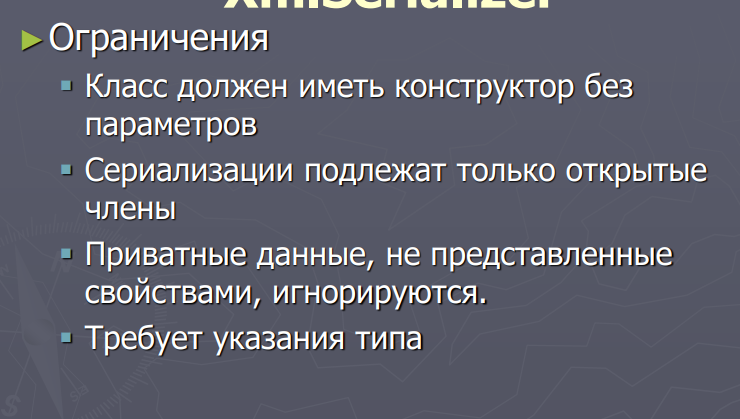 XmlSerializer
Ограничения
Класс должен иметь конструктор без
параметров
Сериализации подлежат только открытые
члены
Приватные данные, не представленные
свойствами, игнорируются.
Требует указания типа